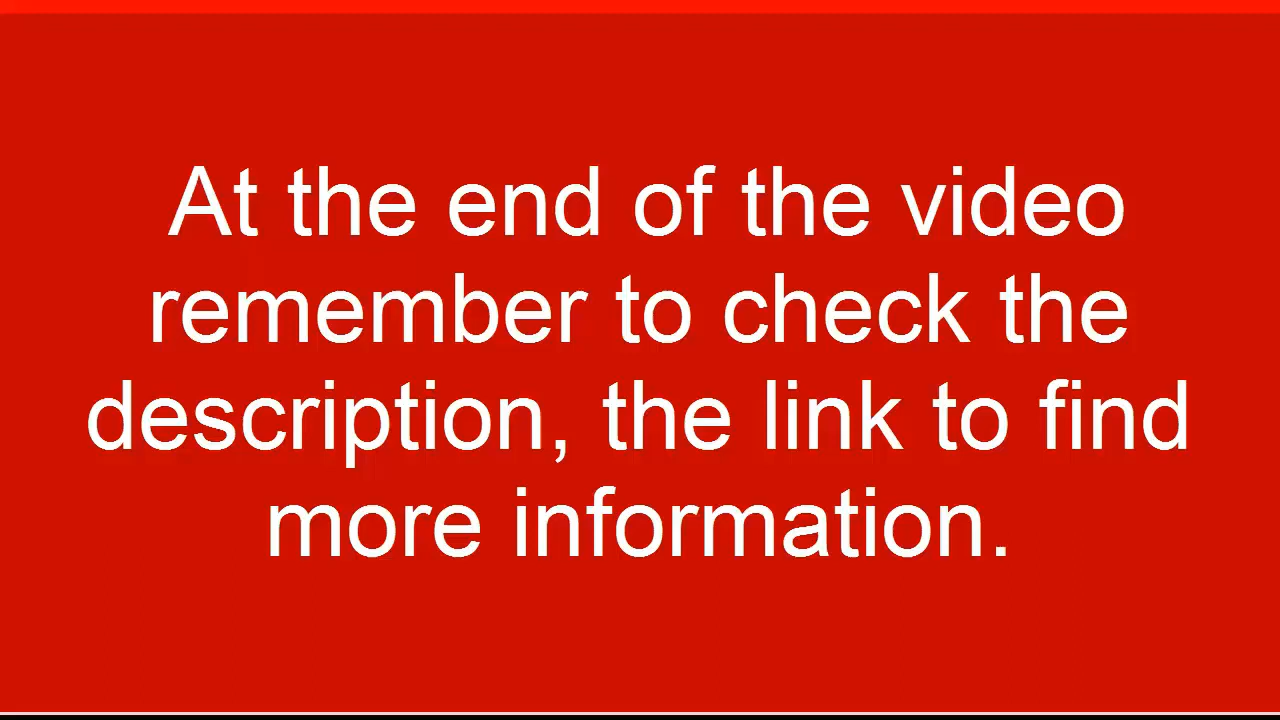 At the end of the video
remember to check the
description, the link to find
more information.